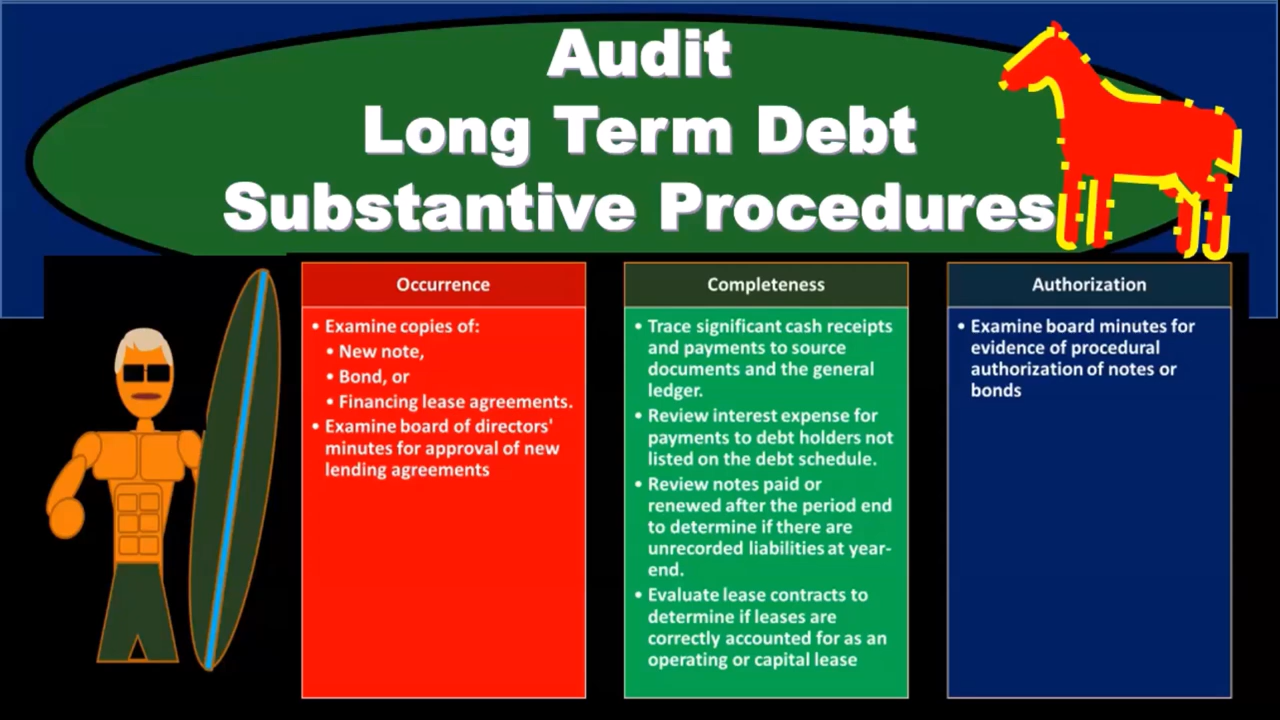 Audit
Long Term Debt
Substantive Procedures
Occurrence
• Examine copies of:
• New note,
• Bond, or
• Financing lease agreements.
• Examine board of directors'
minutes for approval of new
lending agreements
Completeness
• Trace significant cash receipts
and payments to source
documents and the general
ledger.
• Review interest expense for
payments to debt holders not
listed on the debt schedule.
• Review notes paid or
renewed after the period end
to determine if there are
unrecorded liabilities at year-
end.
• Evaluate lease contracts to
determine if leases are
correctly accounted for as an
operating or capital lease
Authorization
• Examine board minutes for
evidence of procedural
authorization of notes or
bonds